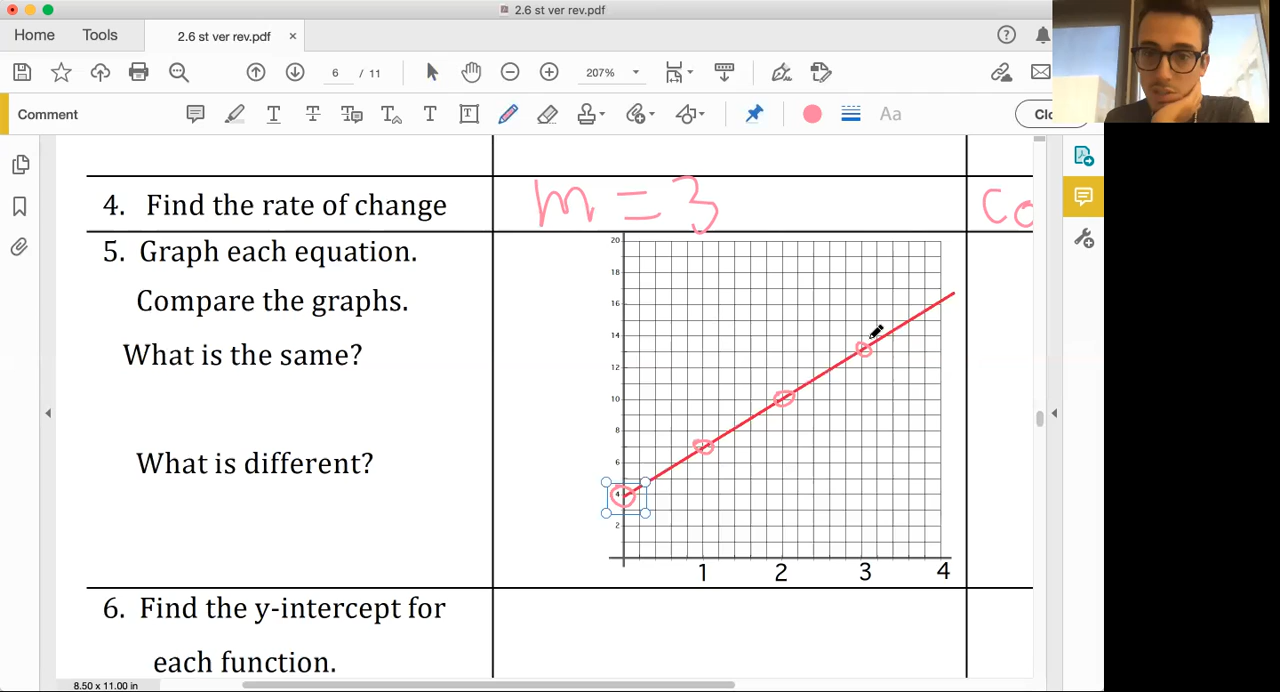 2.6 st ver rev.pdf
Home Tools 2.6 st ver rev.pdf ×
6 / 11 207%
Comment Aa Clo
4. Find the rate of change m = 3 co
5. Graph each equation.
Compare the graphs.
What is the same?
What is different?
20
18
16
14
12
10
8
6
4
2
1 2 3 4
6. Find the y-intercept for
each function.
8.50 x 11.00 in